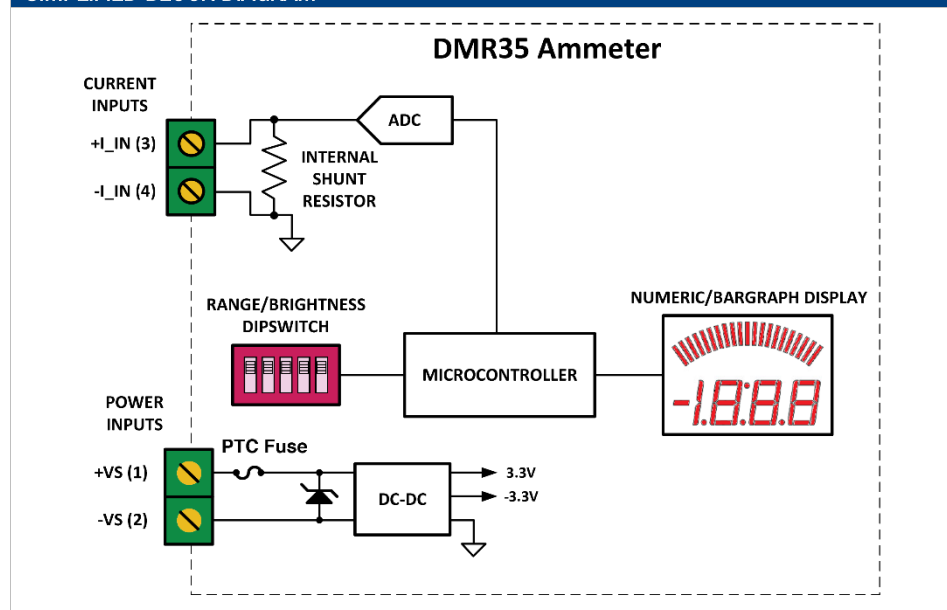 DMR35 Ammeter
CURRENT
INPUTS
+I_IN (3)
-I_IN (4)
ADC
INTERNAL
SHUNT
RESISTOR
RANGE/BRIGHTNESS
DIPSWITCH
MICROCONTROLLER
NUMERIC/BARGRAPH DISPLAY
-1.8:8.8
POWER
INPUTS
PTC Fuse
+VS (1)
-VS (2)
DC-DC
3.3V
-3.3V